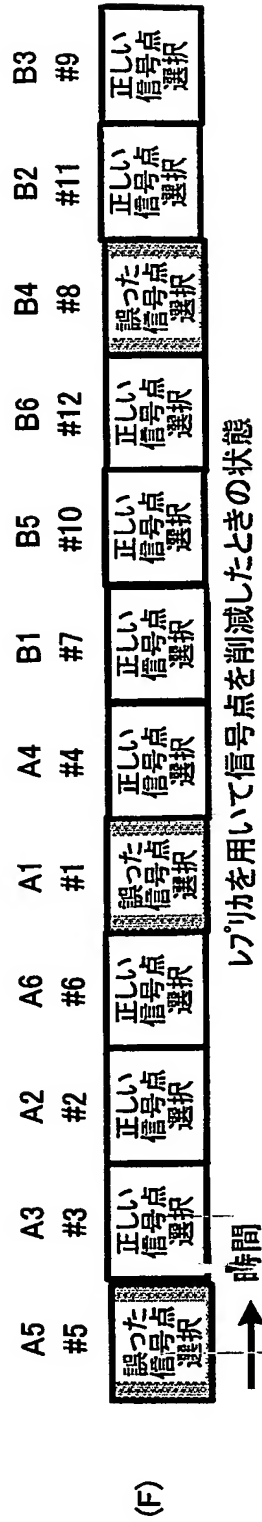 (F)
A5 A3 A2 A6 A1 A4 B1 B5 B6 B4 B2 B3
#5 #3 #2 #6 #1 #4 #7 #10 #12 #8 #11 #9
誤った
信号点
選択
正しい
信号点
選択
正しい
信号点
選択
正しい
信号点
選択
誤った
信号点
選択
正しい
信号点
選択
正しい
信号点
選択
正しい
信号点
選択
正しい
信号点
選択
誤った
信号点
選択
正しい
信号点
選択
正しい
信号点
選択
時間
レプリカを用いて信号点を削減したときの状態